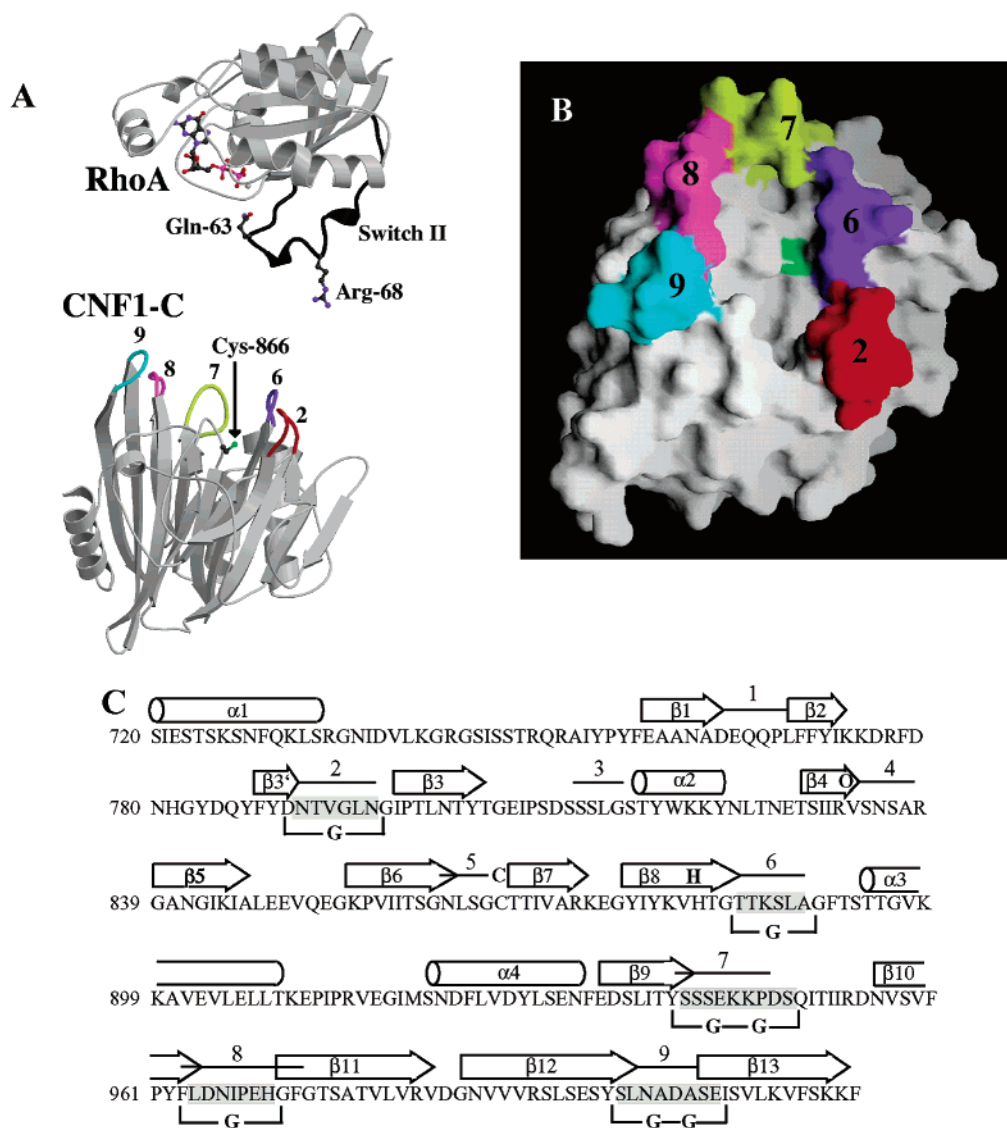 A
RhoA
Gln-63
Switch II
Arg-68
CNF1-C
9
8
7
Cys-866
6
2
B
7
8
6
9
2
C
α1
β1
1
β2
720 SIESTSKSNFQKLSRGNIDVLKGRGSISSTRQRAIYPYFEAANADEQQPLFFYIKKDRFD
β3‘
2
β3
3
α2
β4
O
4
780 NHGYDQYFYDNTVGLNGIPTLNTYTGEIPSDSSSLGSTYWKKYNLTNETSIIRVSNSAR
G
β5
β6
5
C
β7
β8
H
6
α3
839 GANGIKIALEEVQEGKPVIITSGNLSGCTTIVARKEGYIYKVHTGTTKSLAGFTSTTGVK
G
α4
β9
7
β10
899 KAVEVLELLTKEPIPRVEGIMSNDFLVDYLSENFEDSLITYSSSEKKPDSQITIIRDNVSVF
G G
8
β11
β12
9
β13
961 PYFLDNIPEHGFGTSATVLVRVDGNVVVVRSLSESYSLNADASEISVLKVFSKKF
G
G G